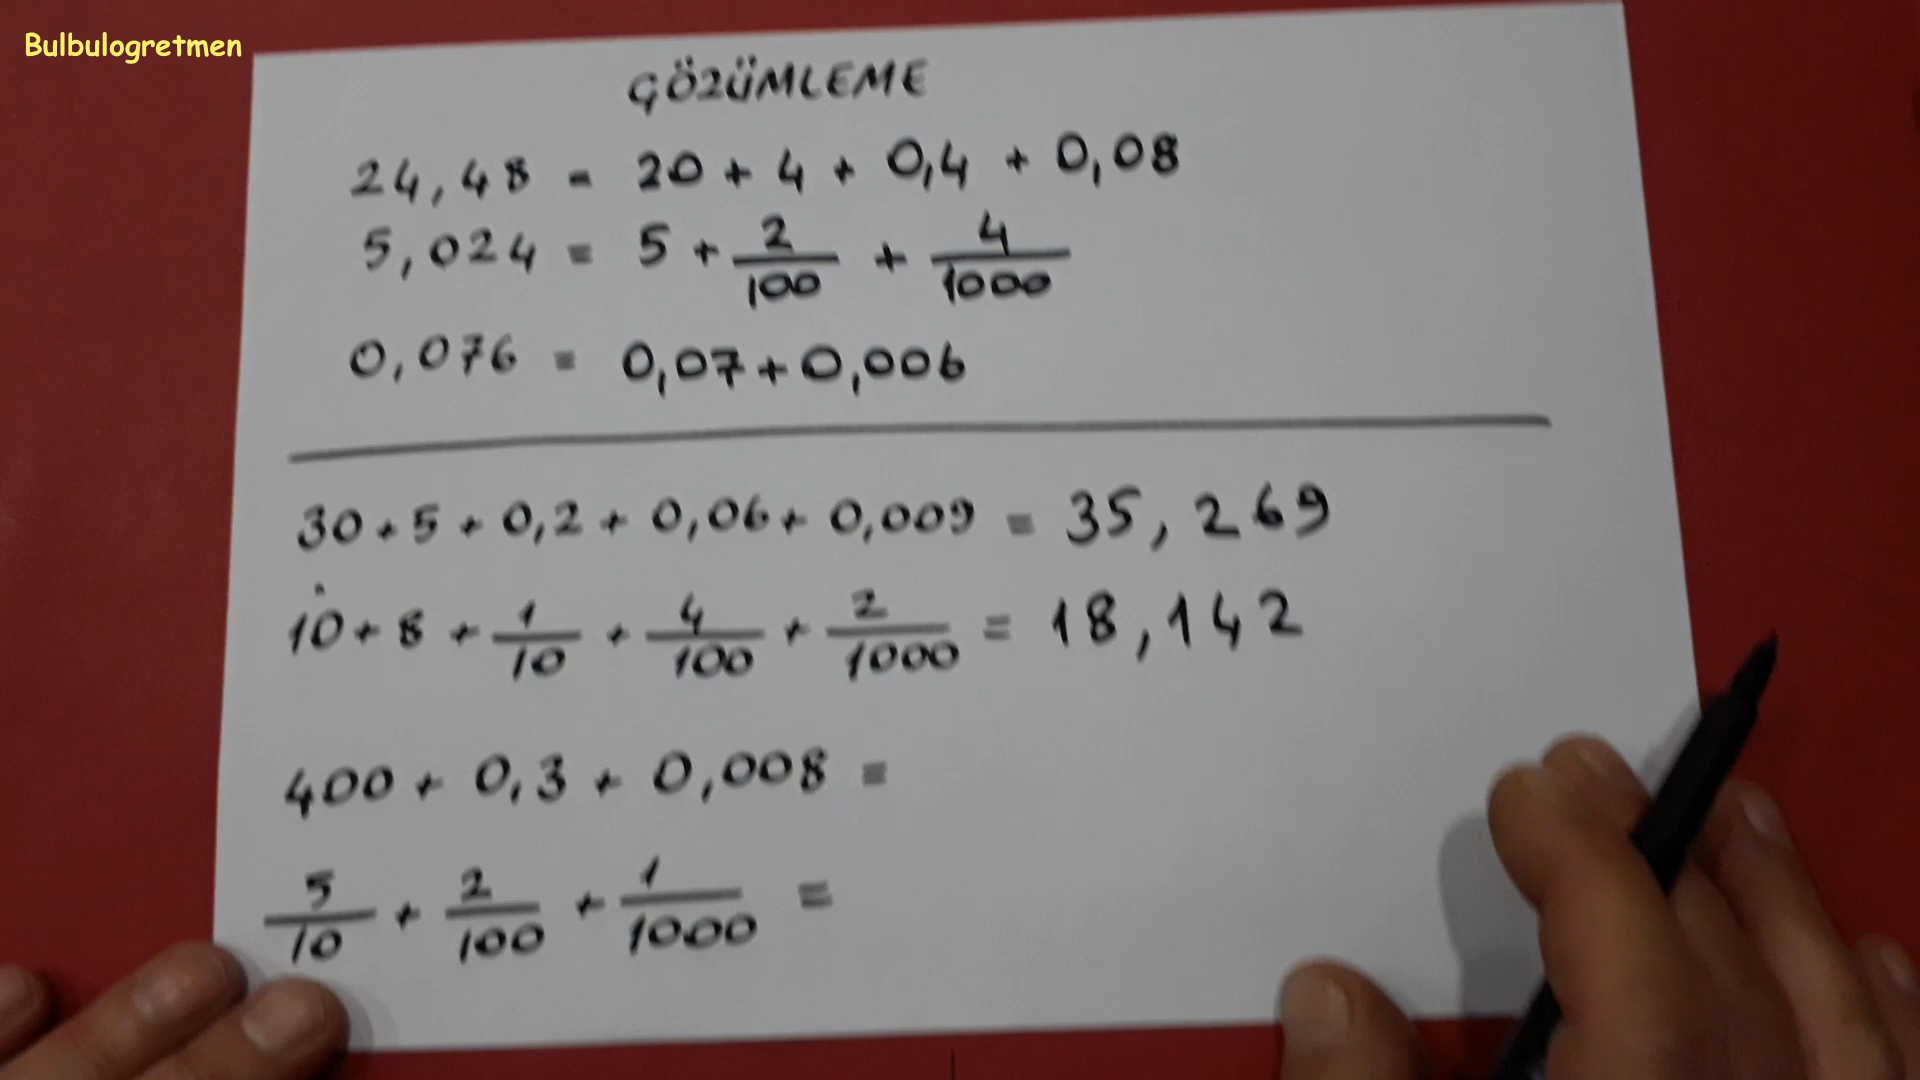 Bulbulogretmen
ÇÖZÜMLEME
24,48 = 20 + 4 + 0,4 + 0,08
5,024 = 5 + 2/100 + 4/1000
0,076 = 0,07 + 0,006
30 + 5 + 0,2 + 0,06 + 0,009 = 35,269
10 + 8 + 1/10 + 4/100 + 2/1000 = 18,142
400 + 0,3 + 0,008 =
5/10 + 2/100 + 1/1000 =